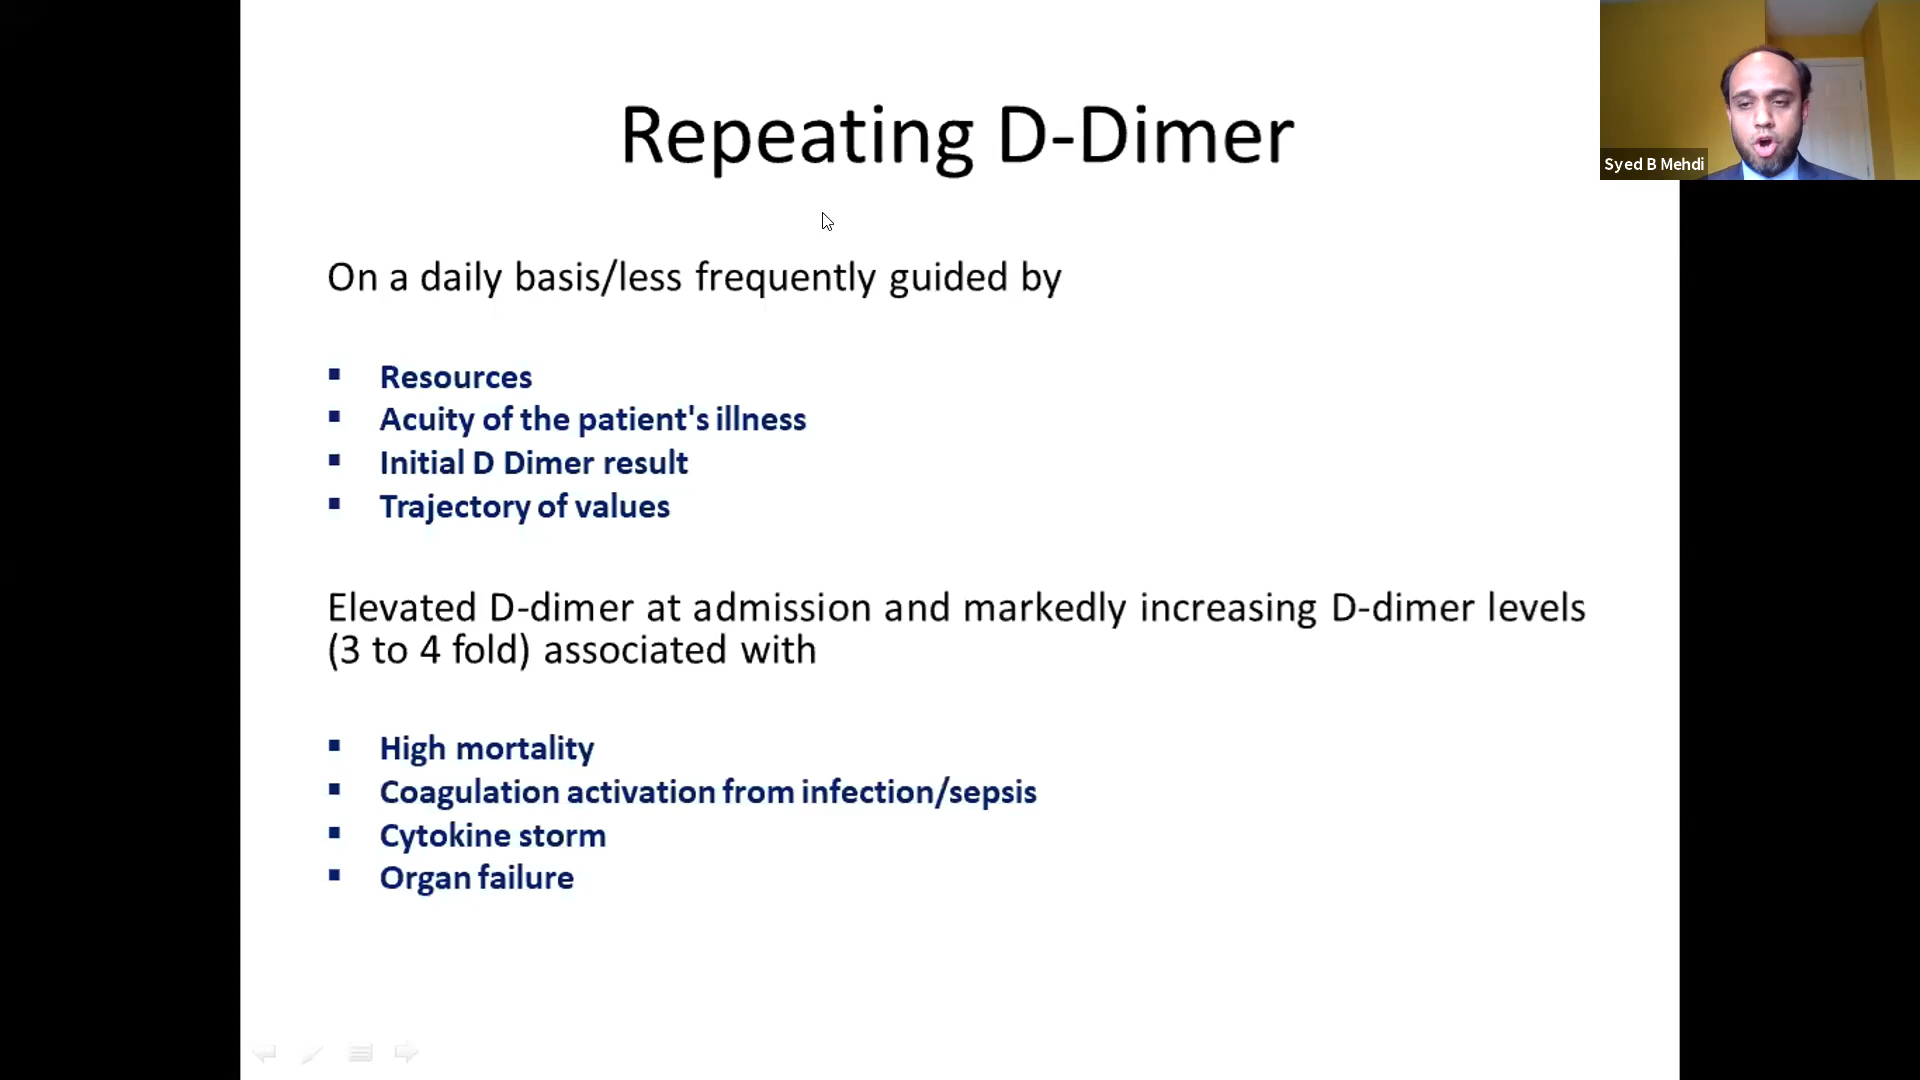 Repeating D-Dimer
Syed B Mehdi
On a daily basis/less frequently guided by
▪ Resources
▪ Acuity of the patient's illness
▪ Initial D Dimer result
▪ Trajectory of values
Elevated D-dimer at admission and markedly increasing D-dimer levels
(3 to 4 fold) associated with
▪ High mortality
▪ Coagulation activation from infection/sepsis
▪ Cytokine storm
▪ Organ failure